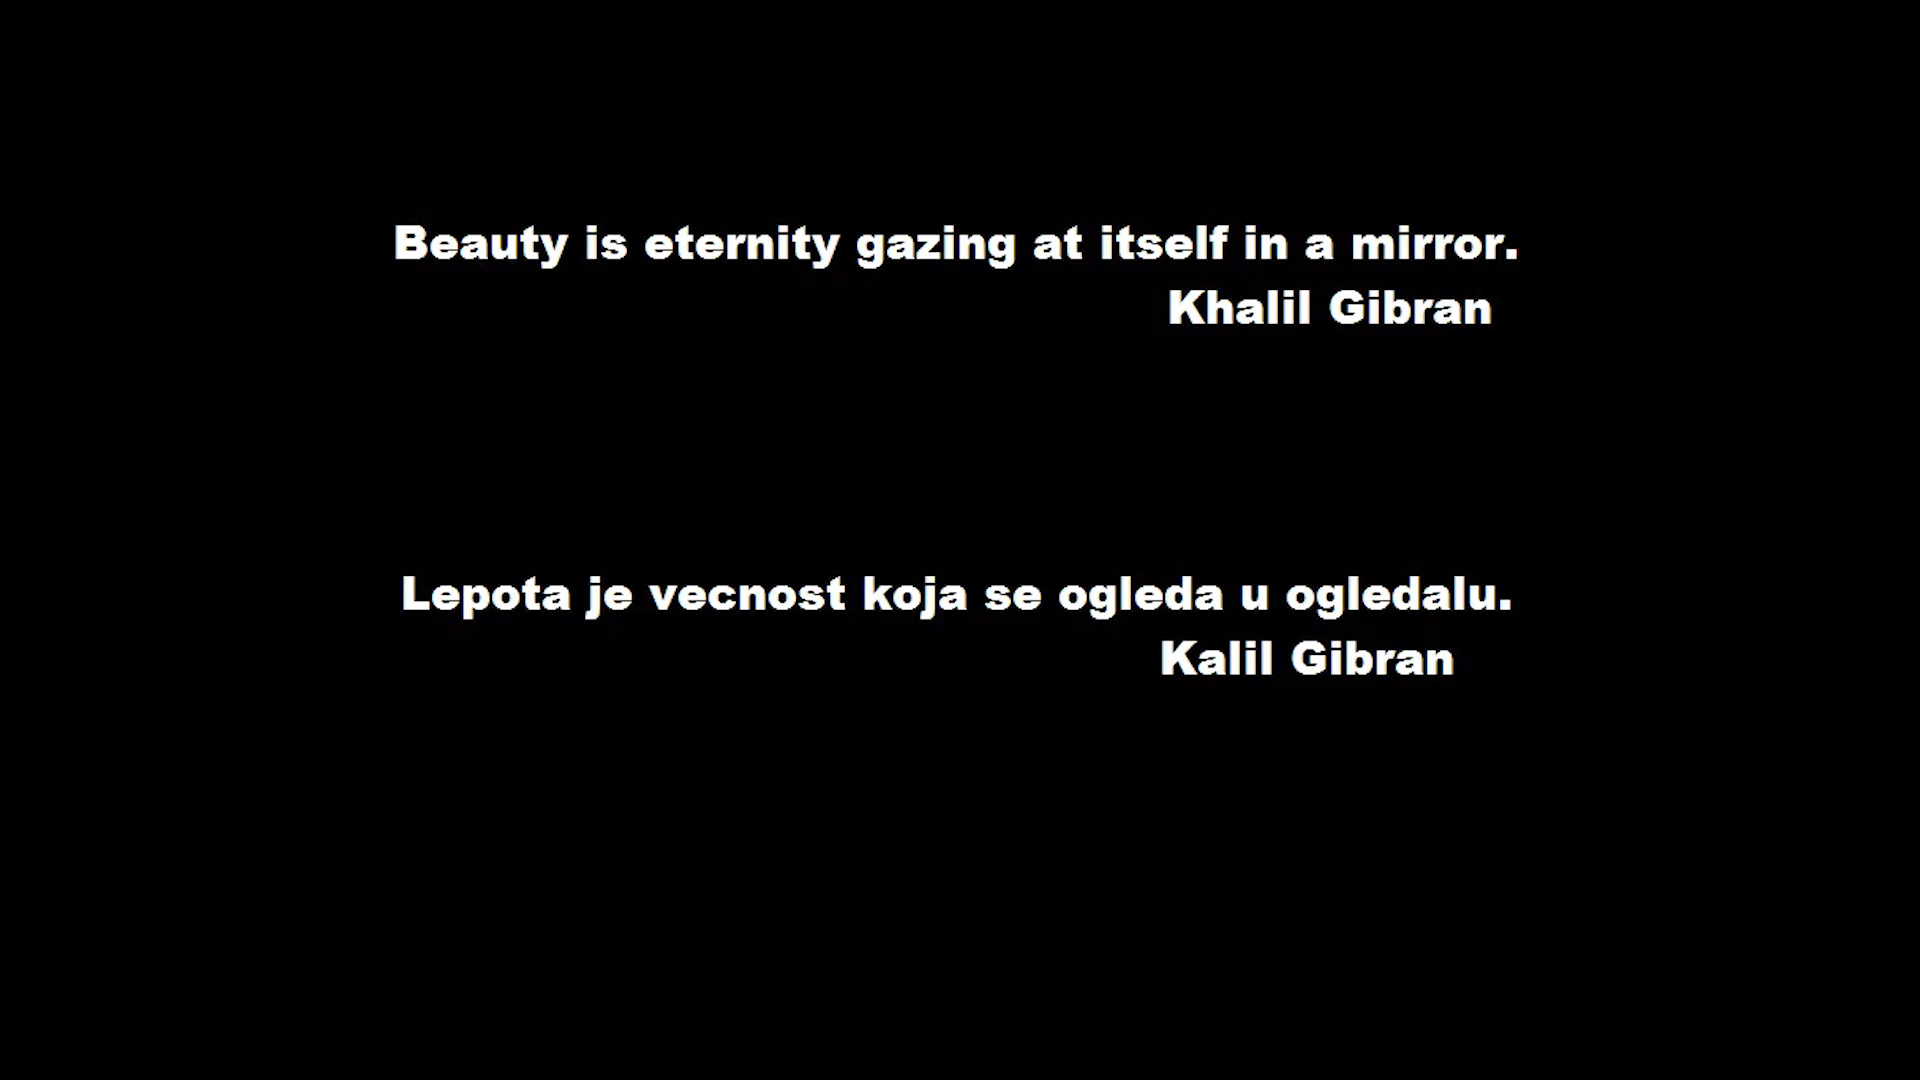 Beauty is eternity gazing at itself in a mirror.
Khalil Gibran
Lepota je vecnost koja se ogleda u ogledalu.
Kalil Gibran